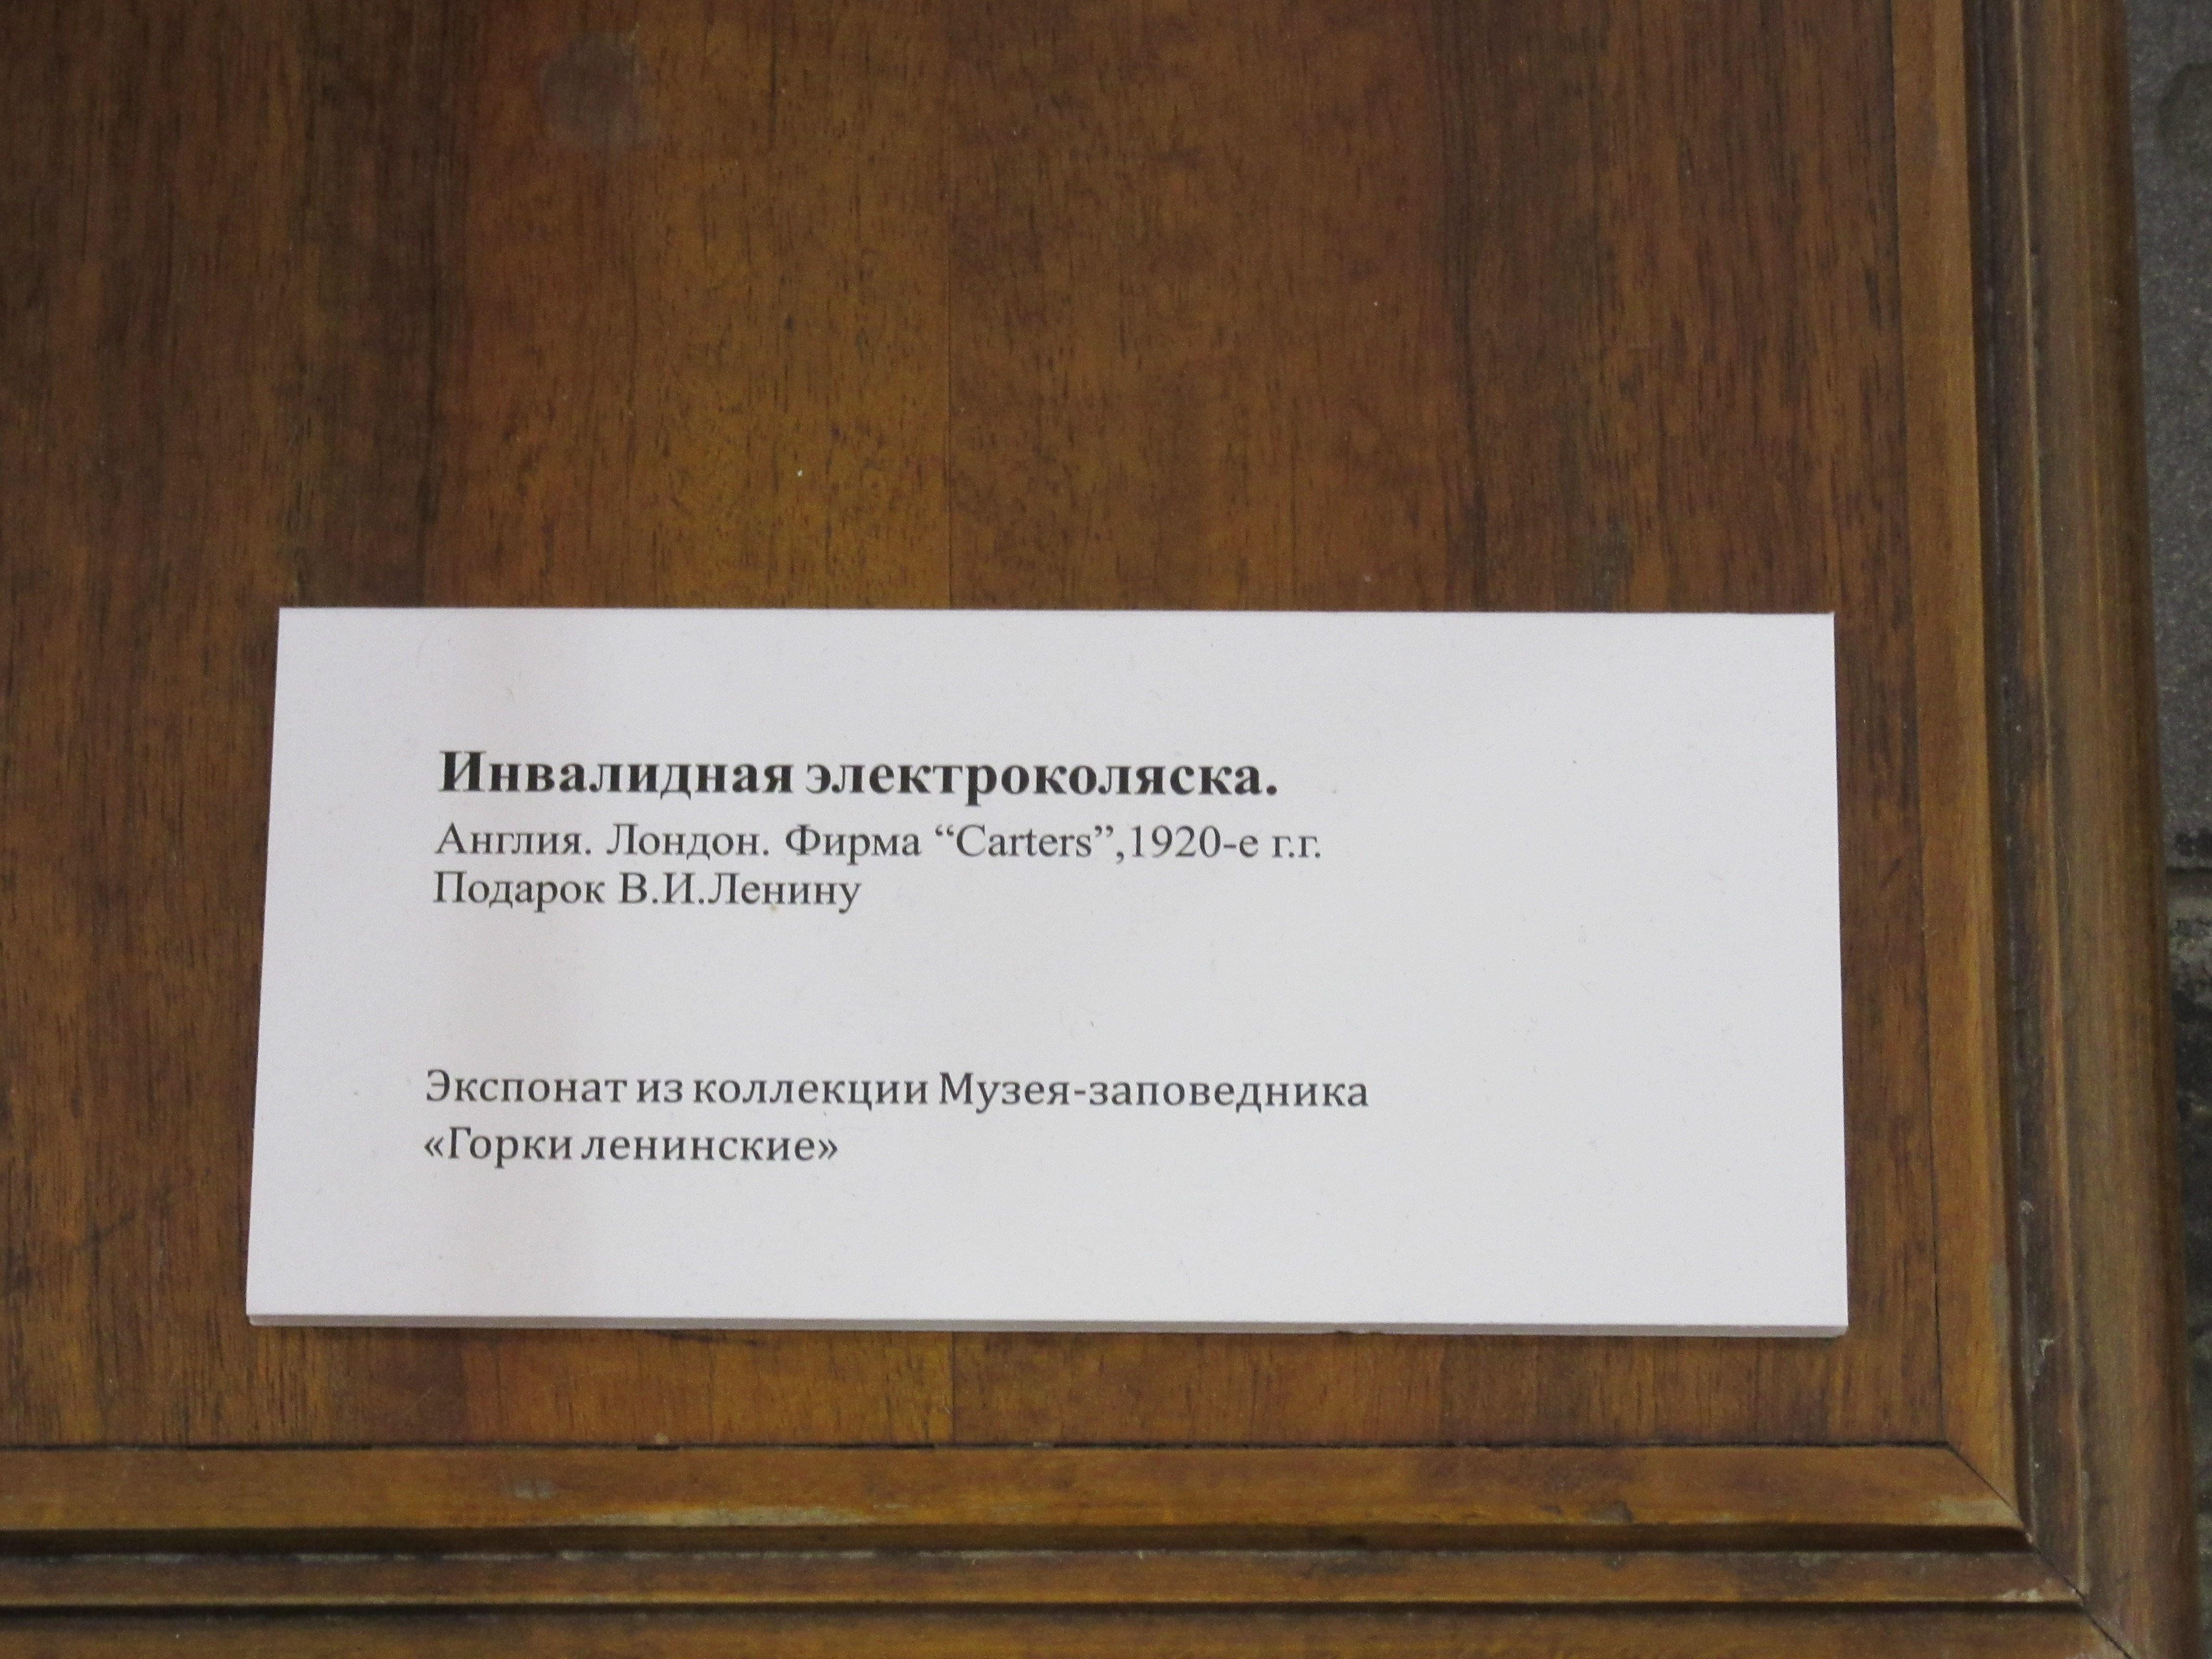 Инвалидная электроколяска.
Англия. Лондон. Фирма “Carters”,1920-е г.г.
Подарок В.И.Ленину
Экспонат из коллекции Музея-заповедника
«Горки ленинские»